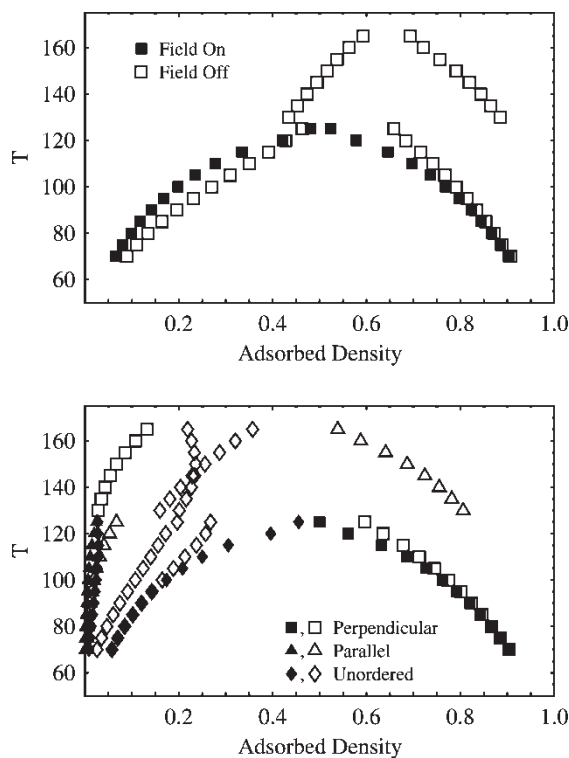 160
140
120
100
80
60
T
Field On
Field Off
0.2 0.4 0.6 0.8 1.0
Adsorbed Density
160
140
120
100
80
60
T
, Perpendicular
, Parallel
, Unordered
0.2 0.4 0.6 0.8 1.0
Adsorbed Density